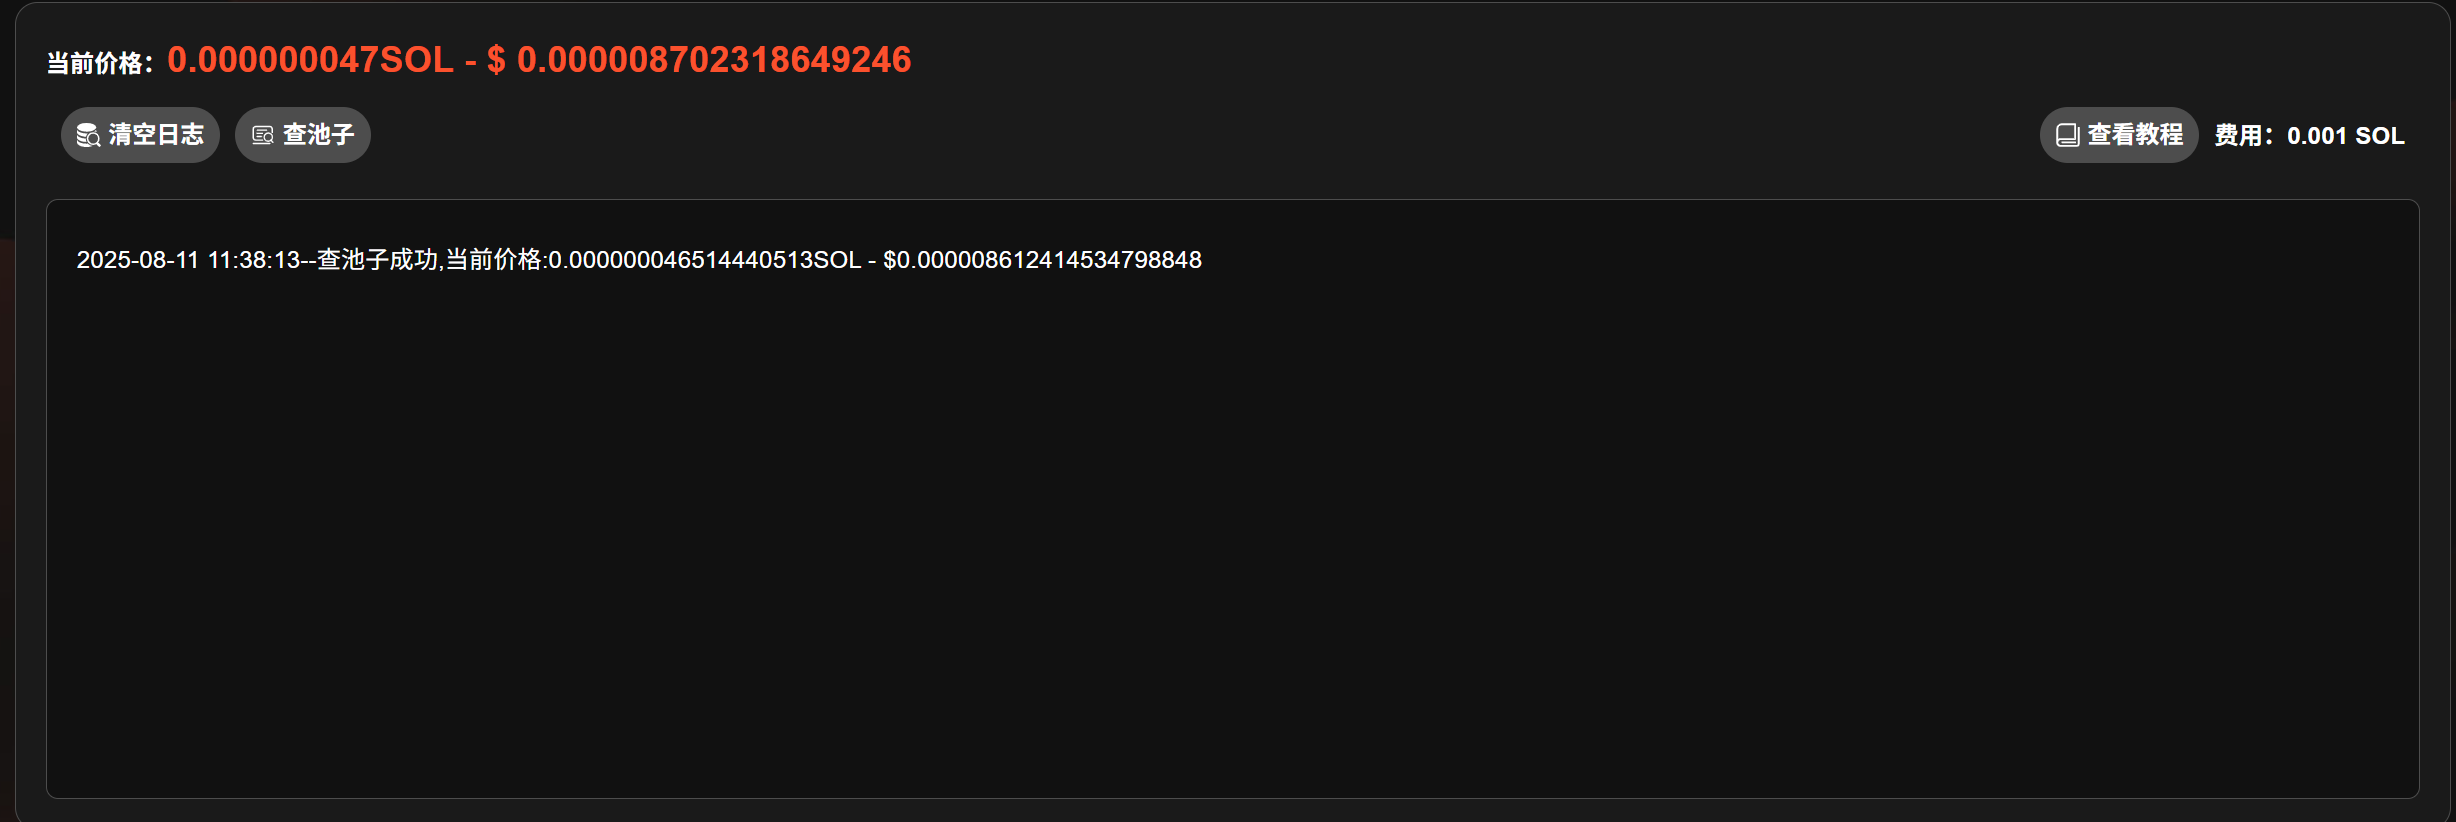 当前价格：0.000000047SOL - $ 0.000008702318649246
清空日志 查池子 查看教程 费用：0.001 SOL
2025-08-11 11:38:13--查池子成功,当前价格:0.000000046514440513SOL - $0.000008612414534798848